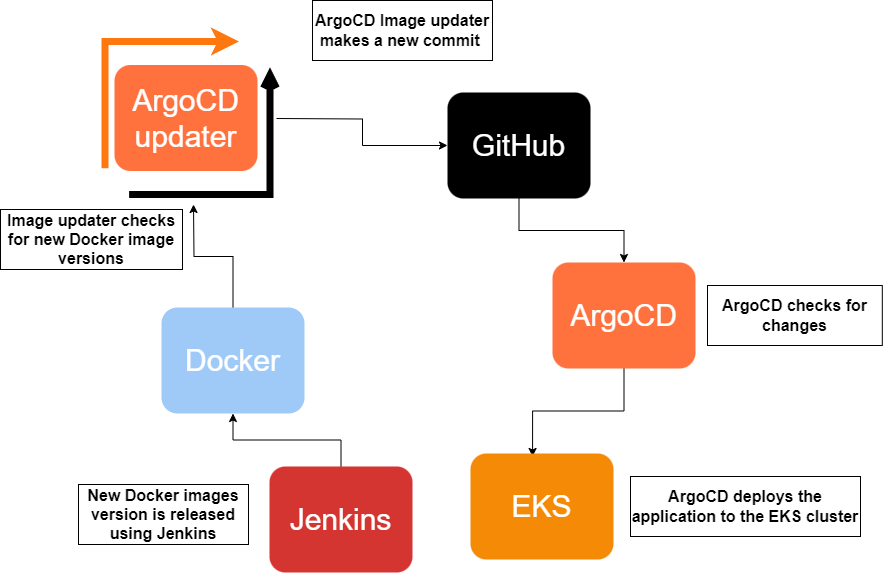 ArgoCD Image updater
makes a new commit
ArgoCD
updater
GitHub
Image updater checks
for new Docker image
versions
ArgoCD
ArgoCD checks for
changes
Docker
New Docker images
version is released
using Jenkins
Jenkins
EKS
ArgoCD deploys the
application to the EKS cluster